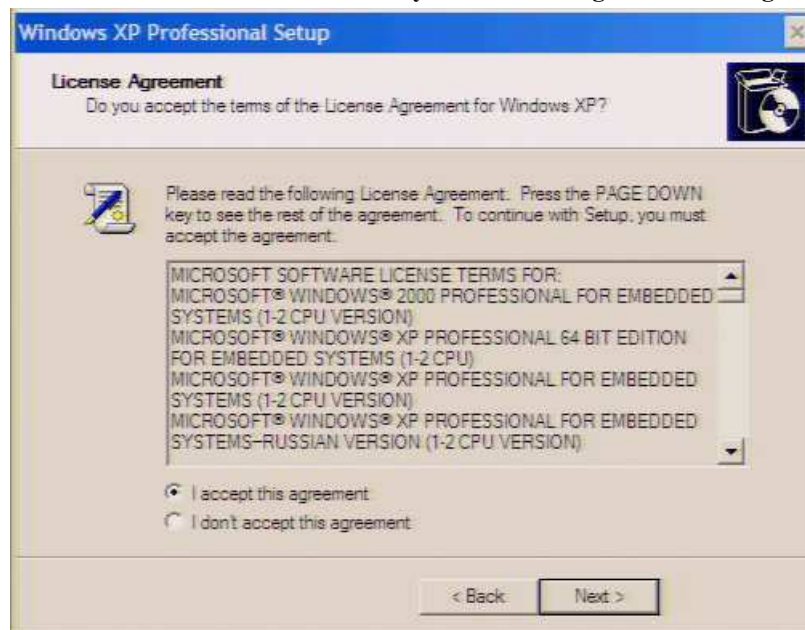 Windows XP Professional Setup
License Agreement
Do you accept the terms of the License Agreement for Windows XP?
Please read the following License Agreement. Press the PAGE DOWN
key to see the rest of the agreement. To continue with Setup, you must
accept the agreement.
MICROSOFT SOFTWARE LICENSE TERMS FOR:
MICROSOFT® WINDOWS® 2000 PROFESSIONAL FOR EMBEDDED
SYSTEMS (1-2 CPU VERSION)
MICROSOFT® WINDOWS® XP PROFESSIONAL 64 BIT EDITION
FOR EMBEDDED SYSTEMS (1-2 CPU)
MICROSOFT® WINDOWS® XP PROFESSIONAL FOR EMBEDDED
SYSTEMS (1-2 CPU VERSION)
MICROSOFT® WINDOWS® XP PROFESSIONAL FOR EMBEDDED
SYSTEMS–RUSSIAN VERSION (1-2 CPU VERSION)
I accept this agreement
I don't accept this agreement
< Back
Next >